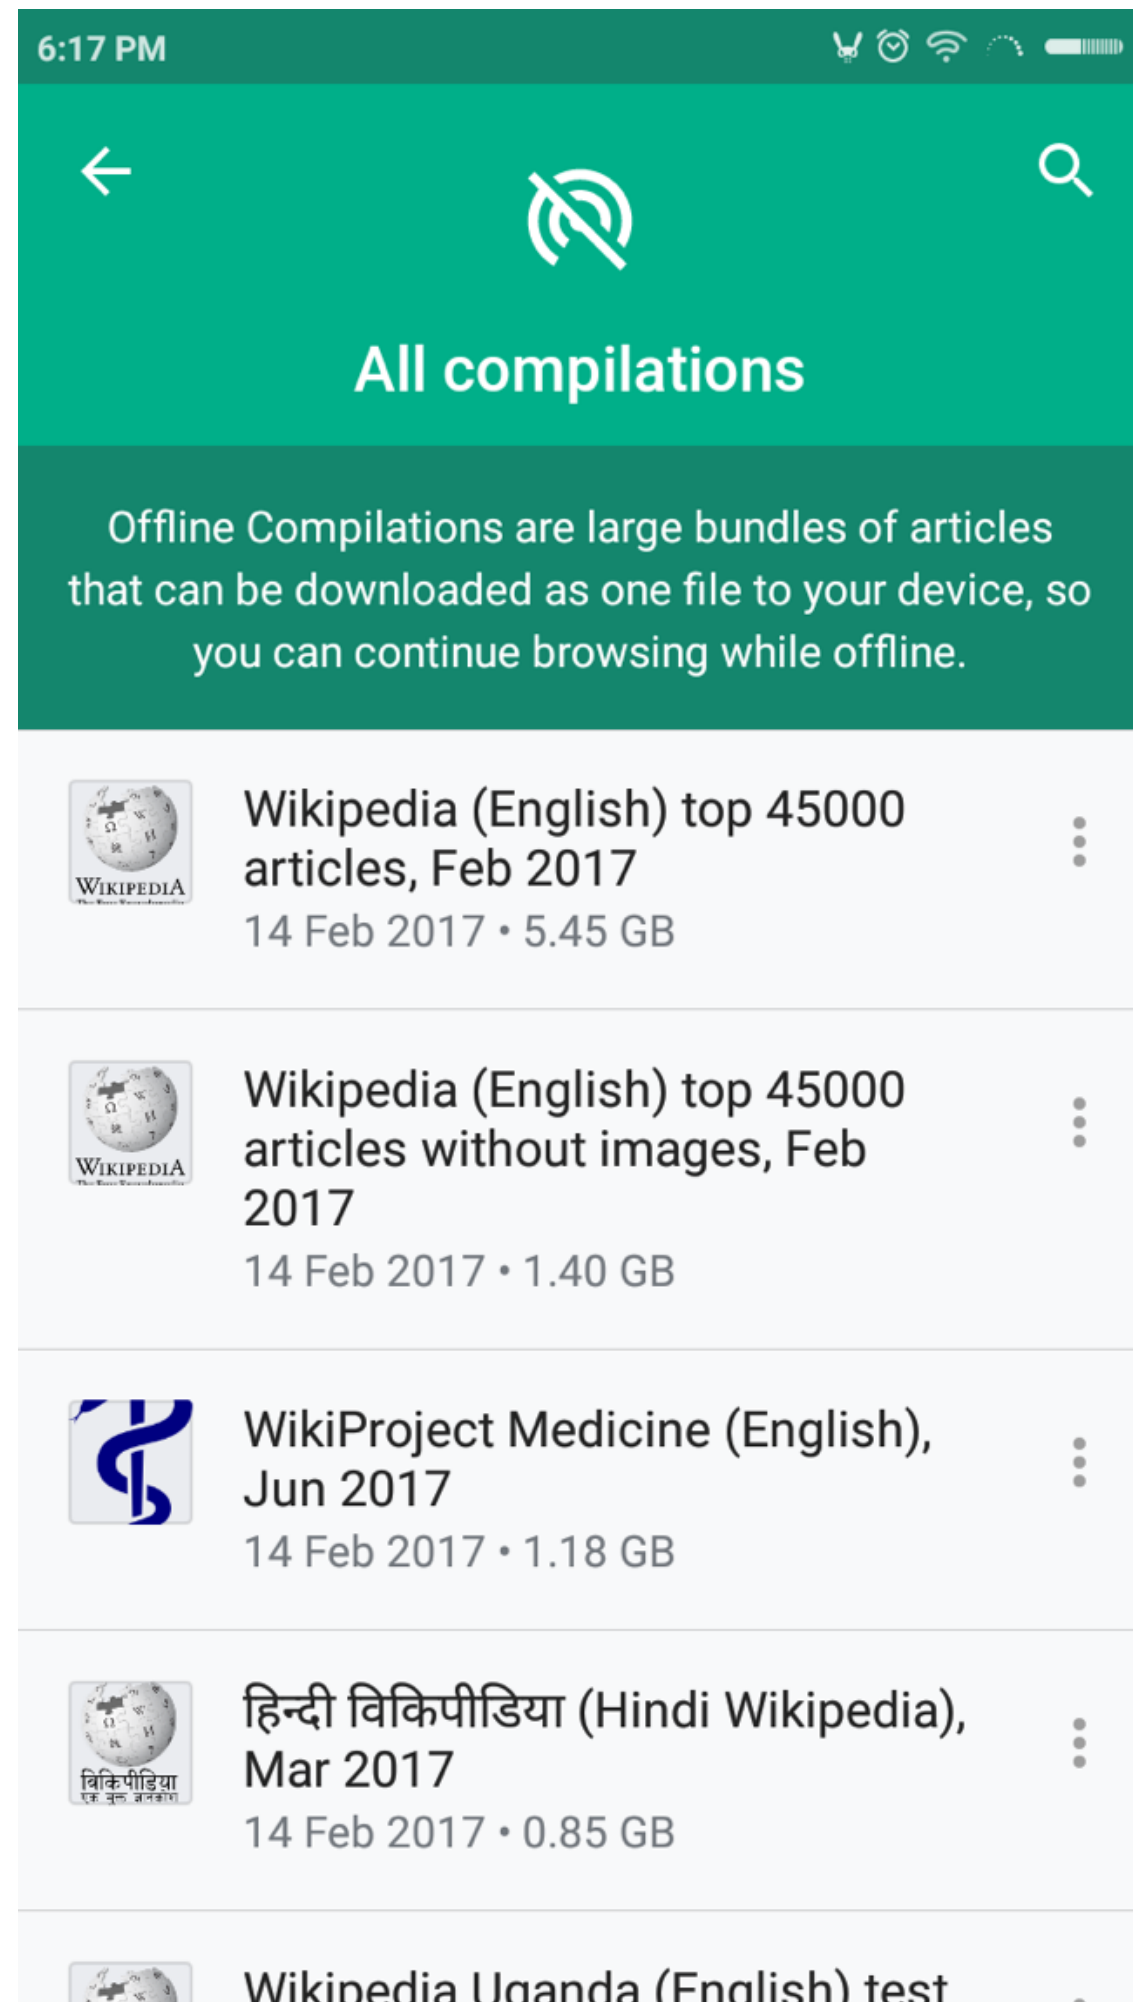 6:17 PM
All compilations
Offline Compilations are large bundles of articles
that can be downloaded as one file to your device, so
you can continue browsing while offline.
WIKIPEDIA
Wikipedia (English) top 45000
articles, Feb 2017
14 Feb 2017 • 5.45 GB
WIKIPEDIA
Wikipedia (English) top 45000
articles without images, Feb
2017
14 Feb 2017 • 1.40 GB
WikiProject Medicine (English),
Jun 2017
14 Feb 2017 • 1.18 GB
विकिपीडिया
हिन्दी विकिपीडिया (Hindi Wikipedia),
Mar 2017
14 Feb 2017 • 0.85 GB
Wikipedia Uganda (English) test